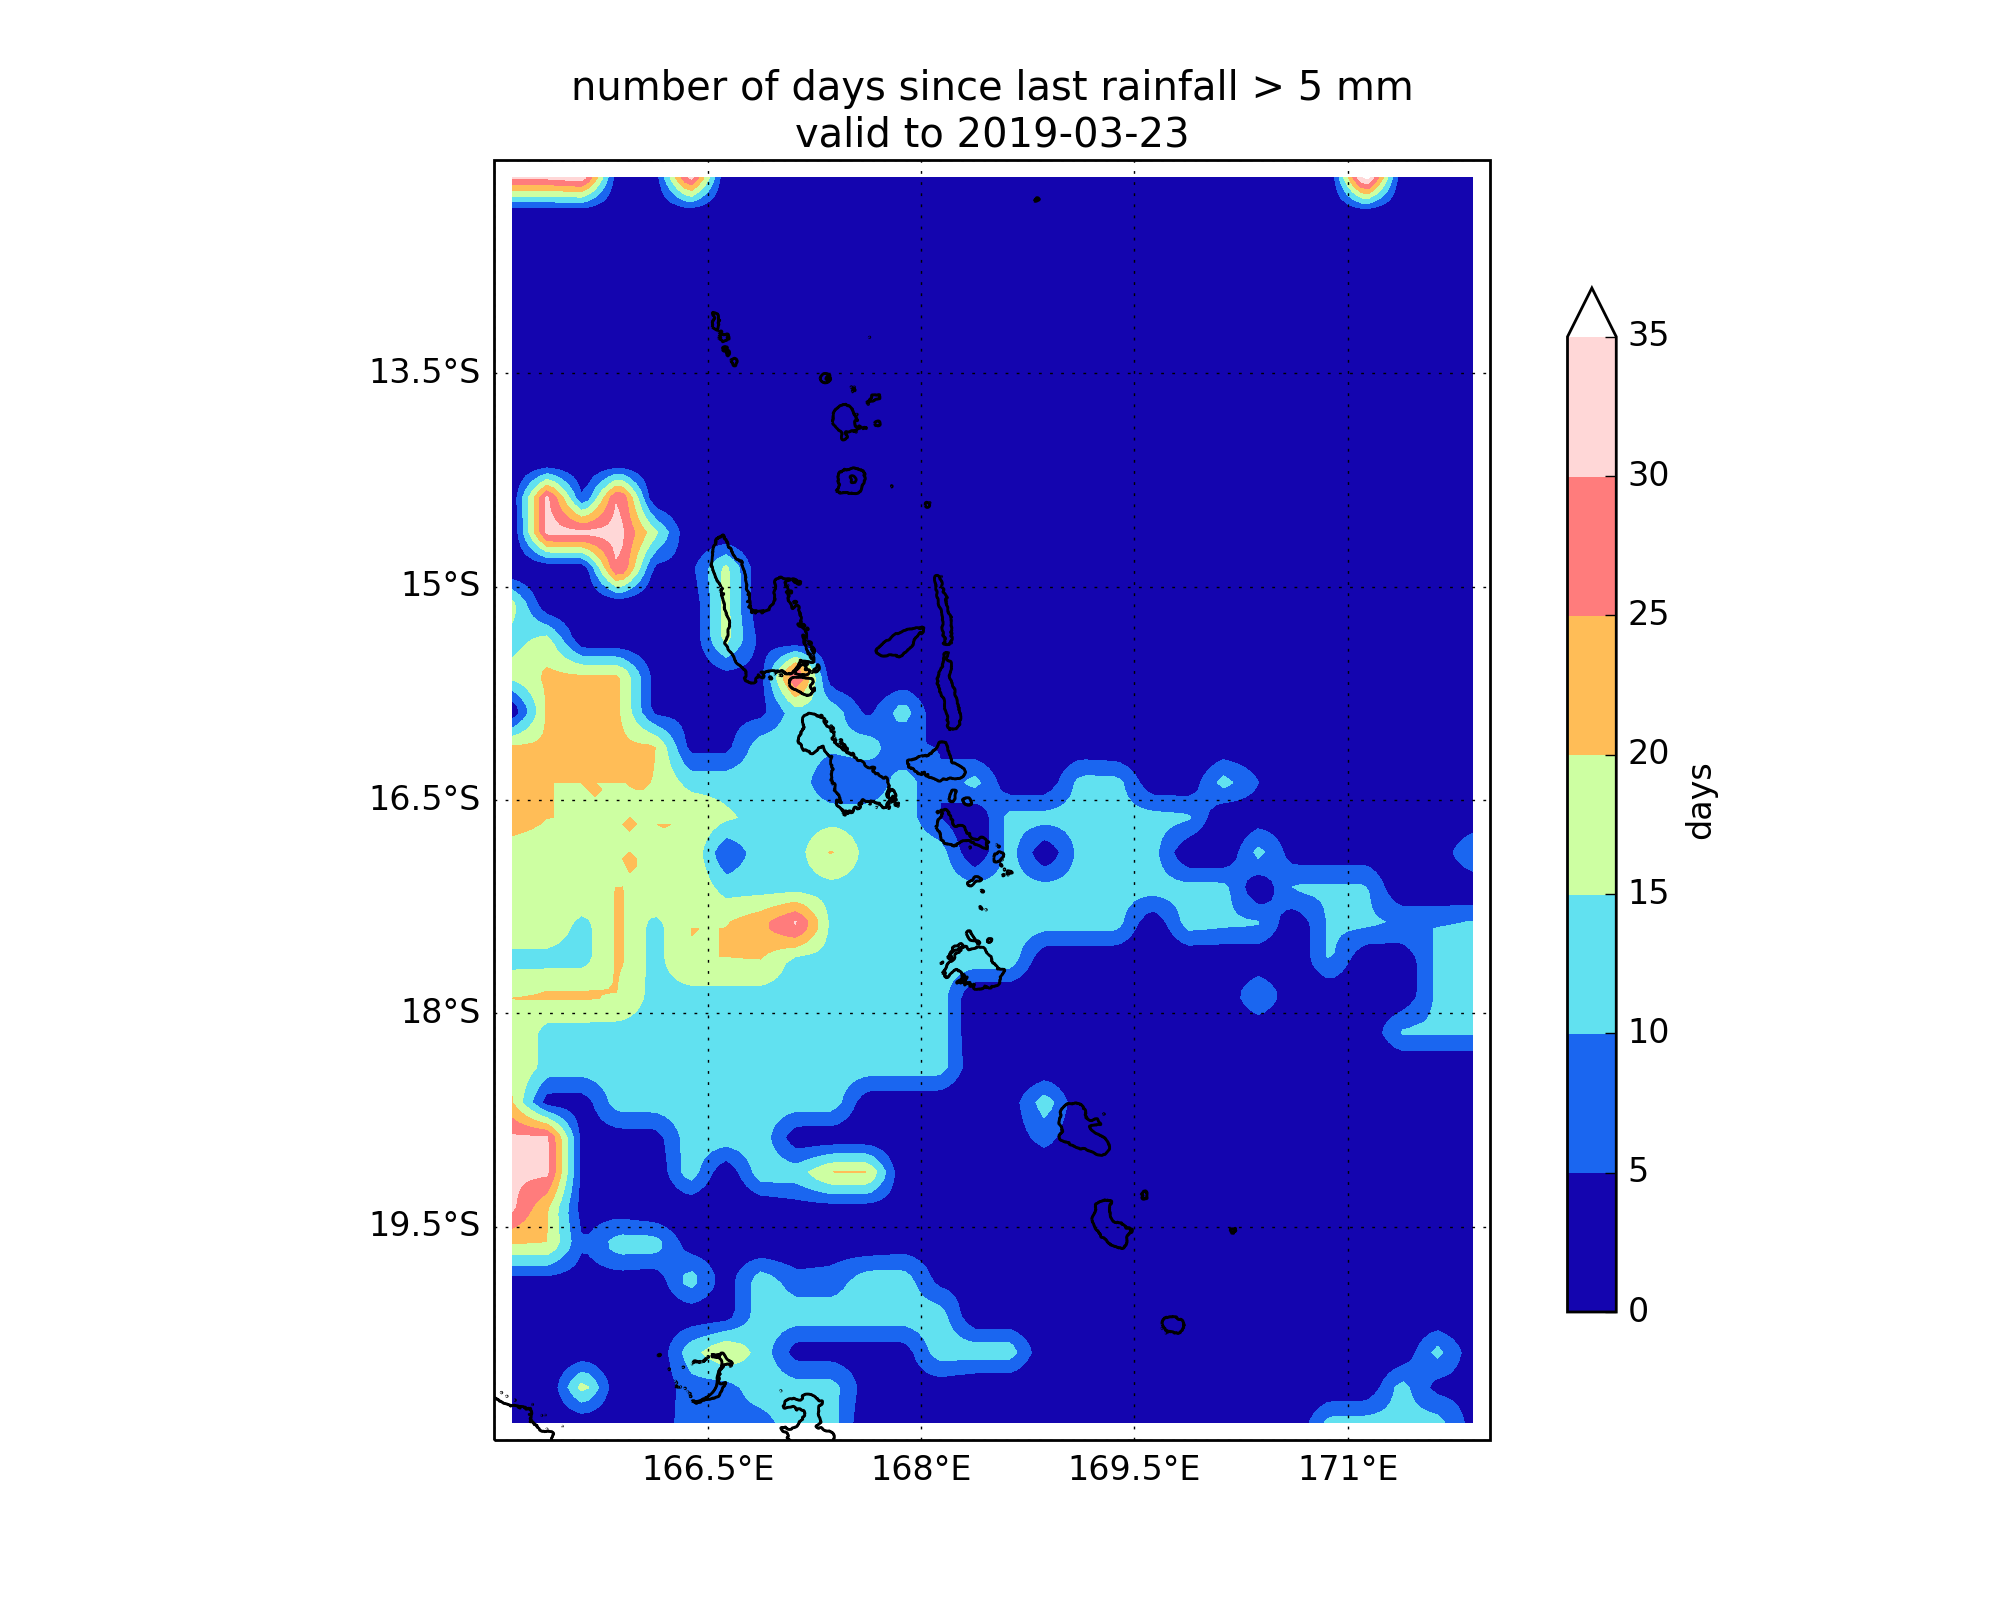 number of days since last rainfall > 5 mm
valid to 2019-03-23
13.5°S
15°S
16.5°S
18°S
19.5°S
166.5°E
168°E
169.5°E
171°E
35
30
25
20
15
10
5
0
days